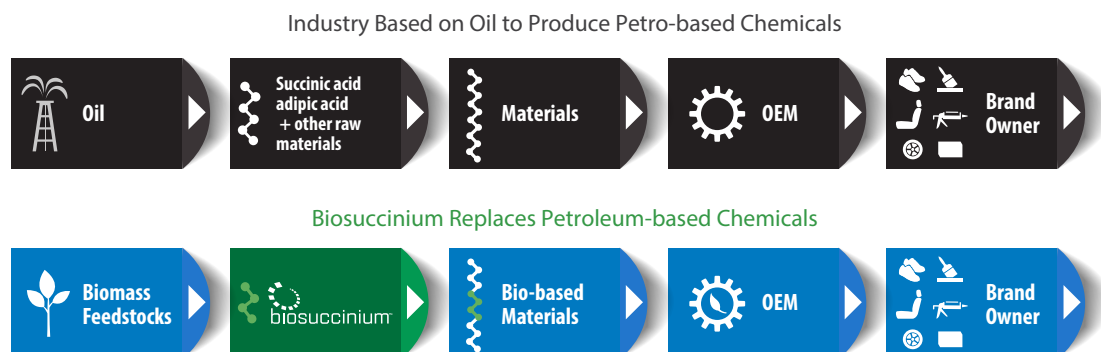 Industry Based on Oil to Produce Petro-based Chemicals
Oil
Succinic acid
adipic acid
+ other raw
materials
Materials
OEM
Brand
Owner
Biosuccinium Replaces Petroleum-based Chemicals
Biomass
Feedstocks
biosuccinium™
Bio-based
Materials
OEM
Brand
Owner